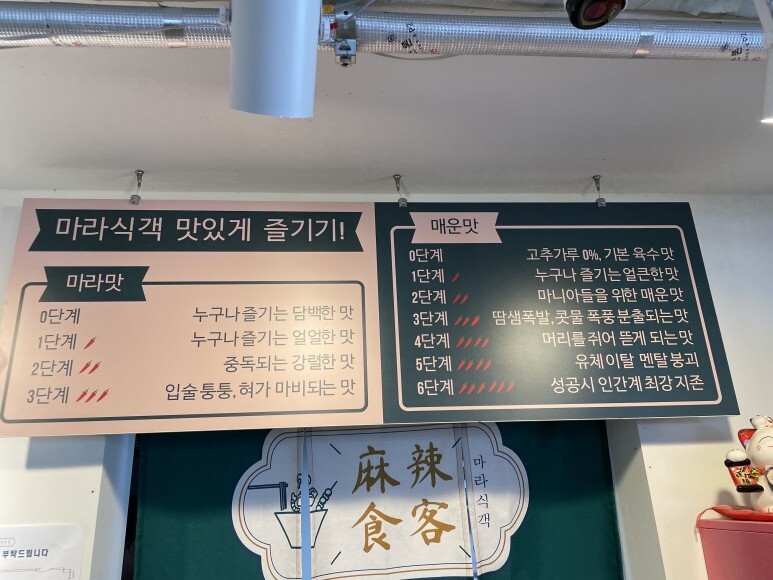 마라식객 맛있게 즐기기!
마라맛
0단계 누구나 즐기는 담백한 맛
1단계 누구나 즐기는 얼얼한 맛
2단계 중독되는 강렬한 맛
3단계 입술 퉁퉁, 혀가 마비되는 맛
매운맛
0단계 고추가루 0%, 기본 육수 맛
1단계 누구나 즐기는 얼큰한 맛
2단계 마니아들을 위한 매운 맛
3단계 땀샘폭발, 콧물 폭풍 분출되는 맛
4단계 머리를 쥐어 뜯게 되는 맛
5단계 유체 이탈 멘탈 붕괴
6단계 성공시 인간계 최강 지존
麻辣
食客
마라식객
부탁드립니다